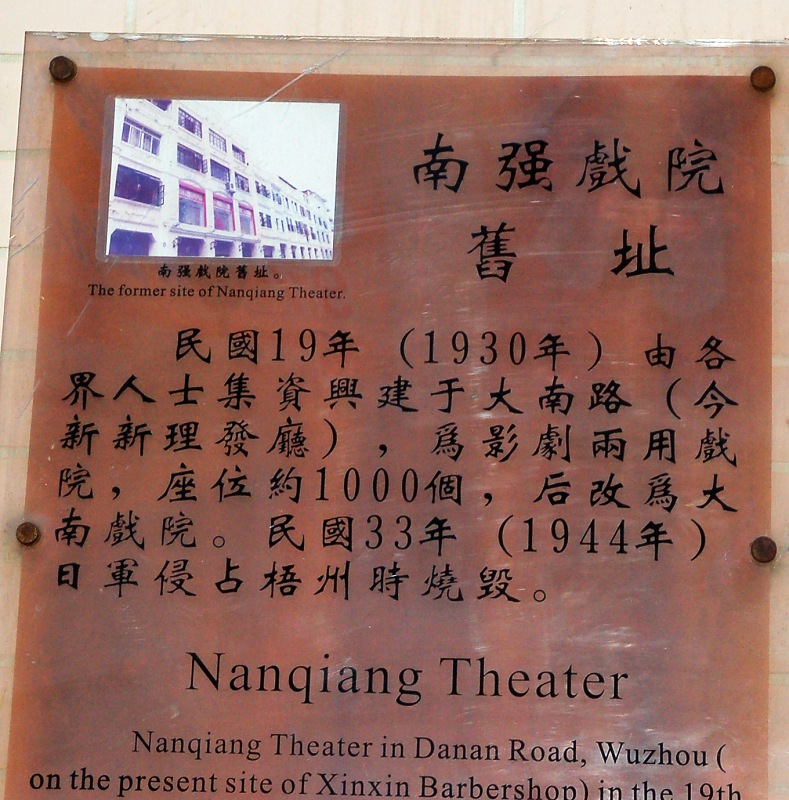 南强戲院
舊址
南强戲院舊址。
The former site of Nanqiang Theater.
民國19年（1930年）由各
界人士集資興建于大南路（今
新新理發廳），爲影劇兩用戲
院，座位約1000個，后改爲大
南戲院。民國33年（1944年）
日軍侵占梧州時燒毀。
Nanqiang Theater
Nanqiang Theater in Danan Road, Wuzhou (
on the present site of Xinxin Barbershop) in the 19th